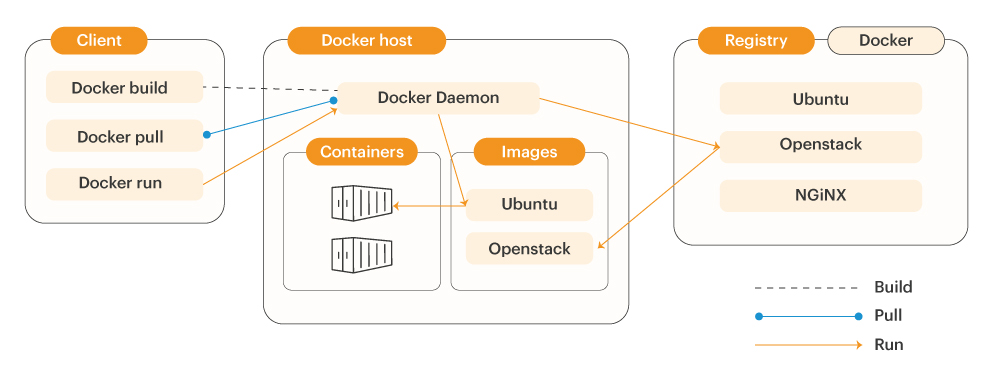 Client
Docker build
Docker pull
Docker run
Docker host
Docker Daemon
Containers
Images
Ubuntu
Openstack
Registry
Docker
Ubuntu
Openstack
NGiNX
Build
Pull
Run